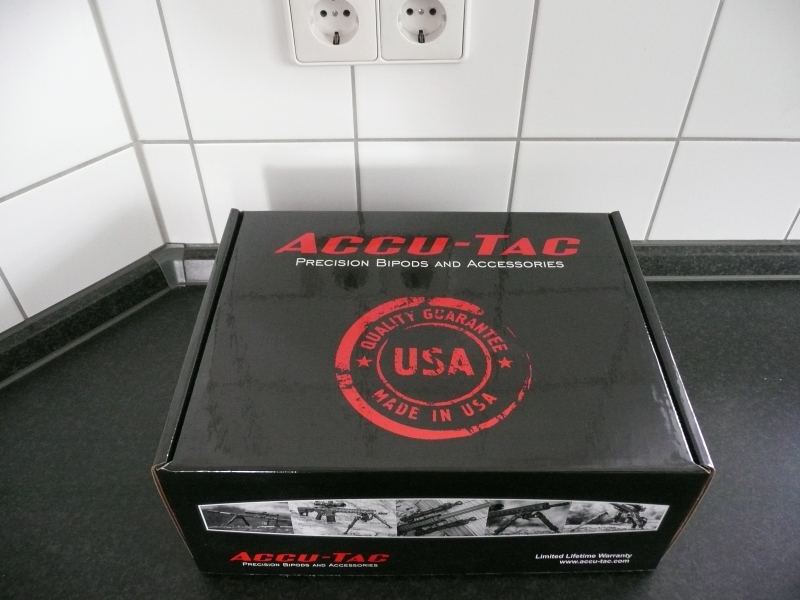 ACCU-TAC
PRECISION BIPODS AND ACCESSORIES
QUALITY GUARANTEE
USA
MADE IN USA
ACCU-TAC
PRECISION BIPODS AND ACCESSORIES
Limited Lifetime Warranty
www.accu-tac.com